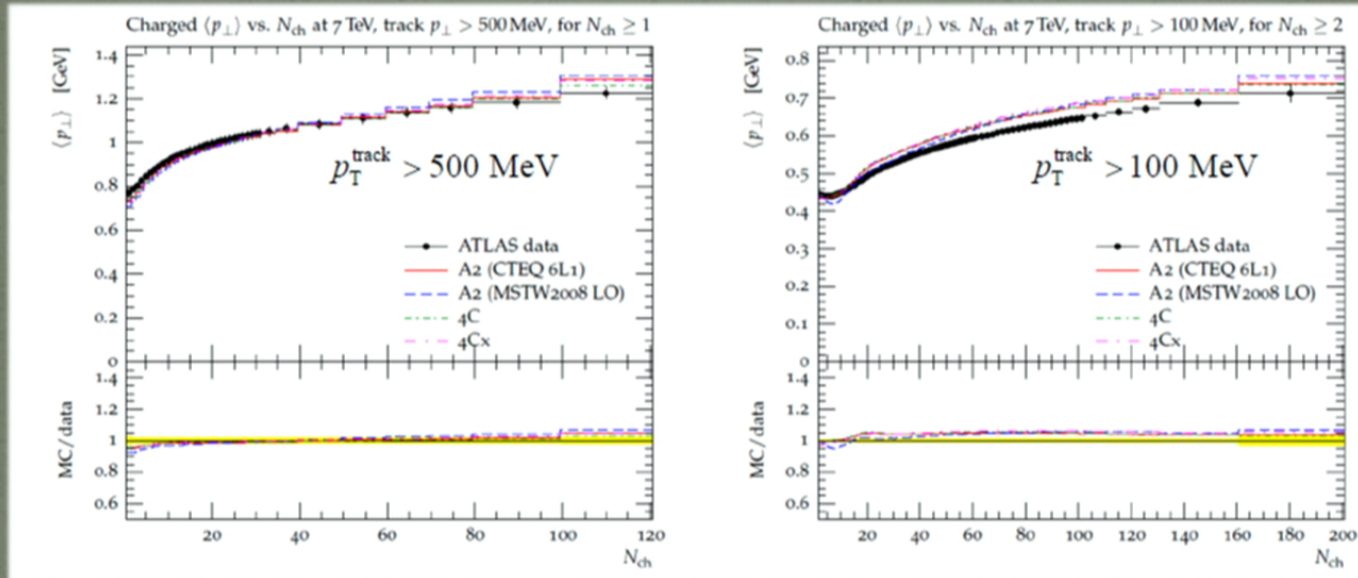 Charged ⟨p⊥⟩ vs. Nch at 7 TeV, track p⊥ > 500 MeV, for Nch ≥ 1
⟨p⊥⟩ [GeV]
1.4
1.2
1
0.8
0.6
0.4
0.2
0
pT^track > 500 MeV
ATLAS data
A2 (CTEQ 6L1)
A2 (MSTW2008 LO)
4C
4Cx
MC/data
1.4
1.2
1
0.8
0.6
20 40 60 80 100 120
Nch
Charged ⟨p⊥⟩ vs. Nch at 7 TeV, track p⊥ > 100 MeV, for Nch ≥ 2
⟨p⊥⟩ [GeV]
0.8
0.7
0.6
0.5
0.4
0.3
0.2
0.1
0
pT^track > 100 MeV
ATLAS data
A2 (CTEQ 6L1)
A2 (MSTW2008 LO)
4C
4Cx
MC/data
1.4
1.2
1
0.8
0.6
20 40 60 80 100 120 140 160 180 200
Nch